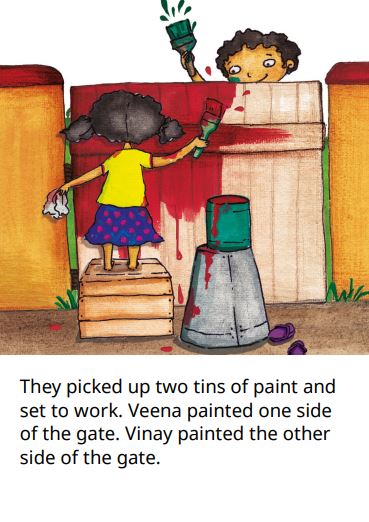 They picked up two tins of paint and
set to work. Veena painted one side
of the gate. Vinay painted the other
side of the gate.